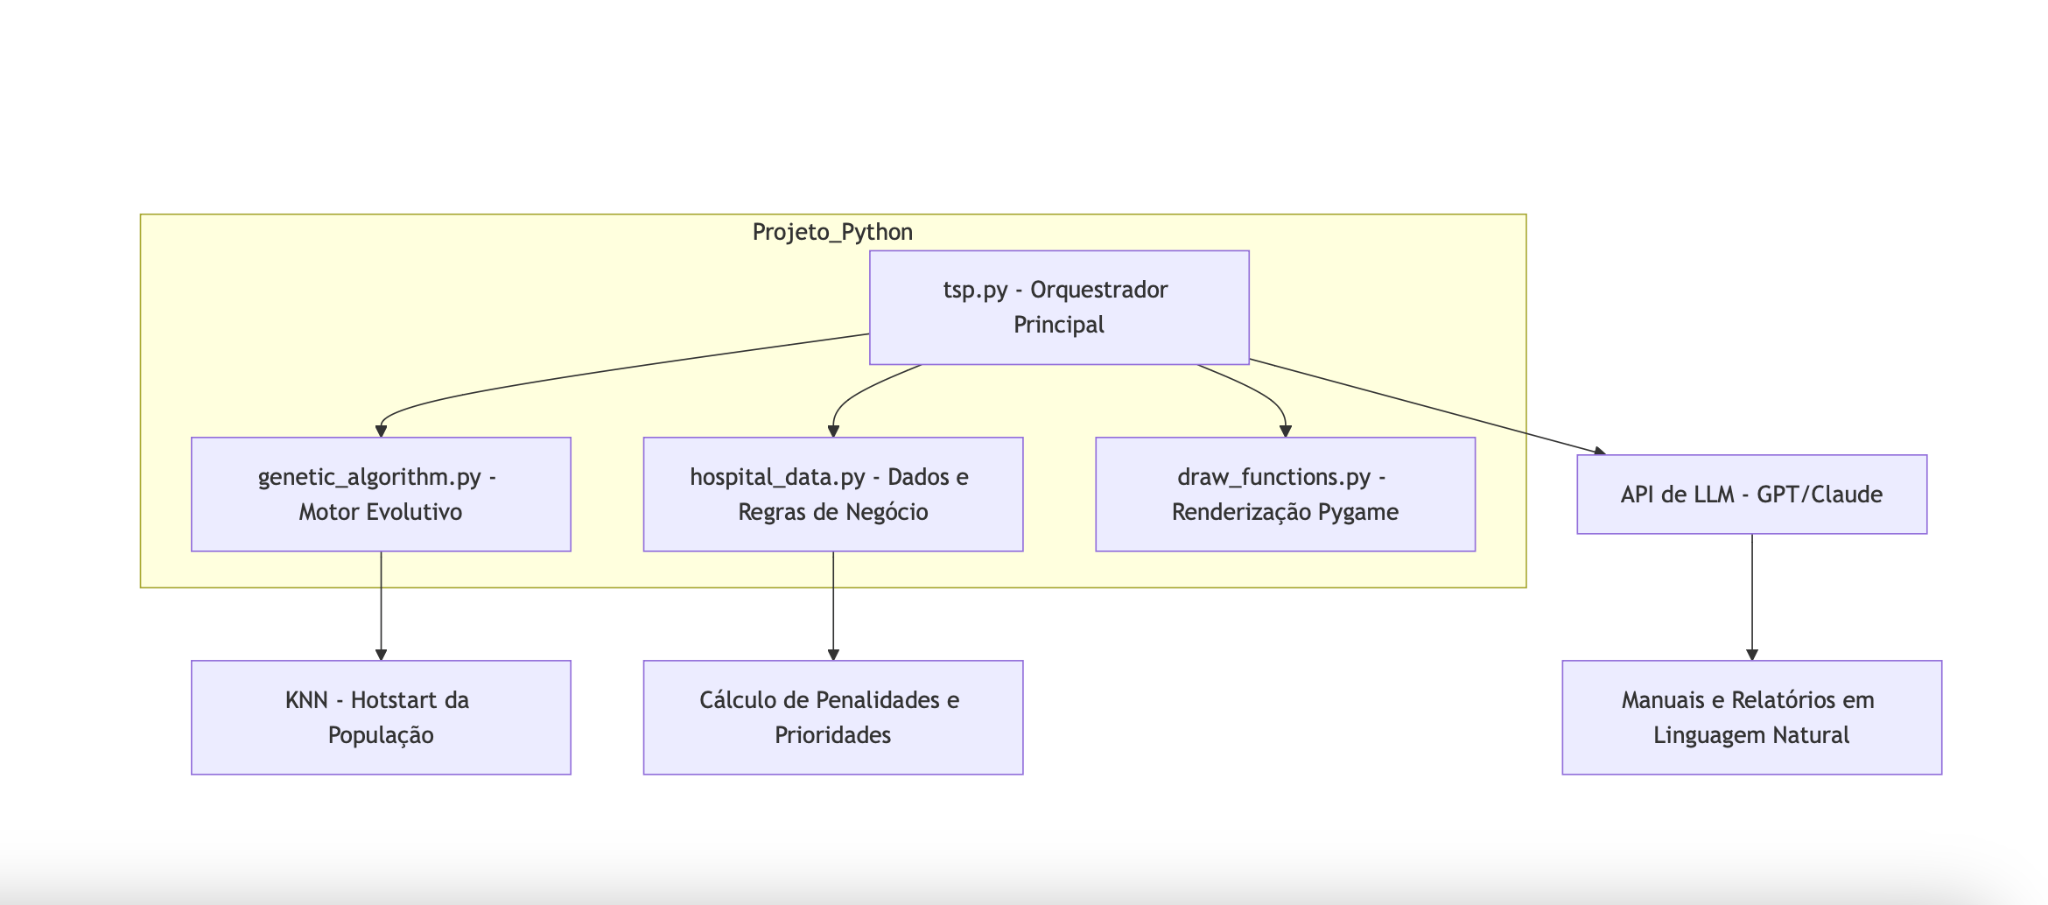 Projeto_Python
tsp.py - Orquestrador
Principal
genetic_algorithm.py -
Motor Evolutivo
hospital_data.py - Dados e
Regras de Negócio
draw_functions.py -
Renderização Pygame
API de LLM - GPT/Claude
KNN - Hotstart da
População
Cálculo de Penalidades e
Prioridades
Manuais e Relatórios em
Linguagem Natural